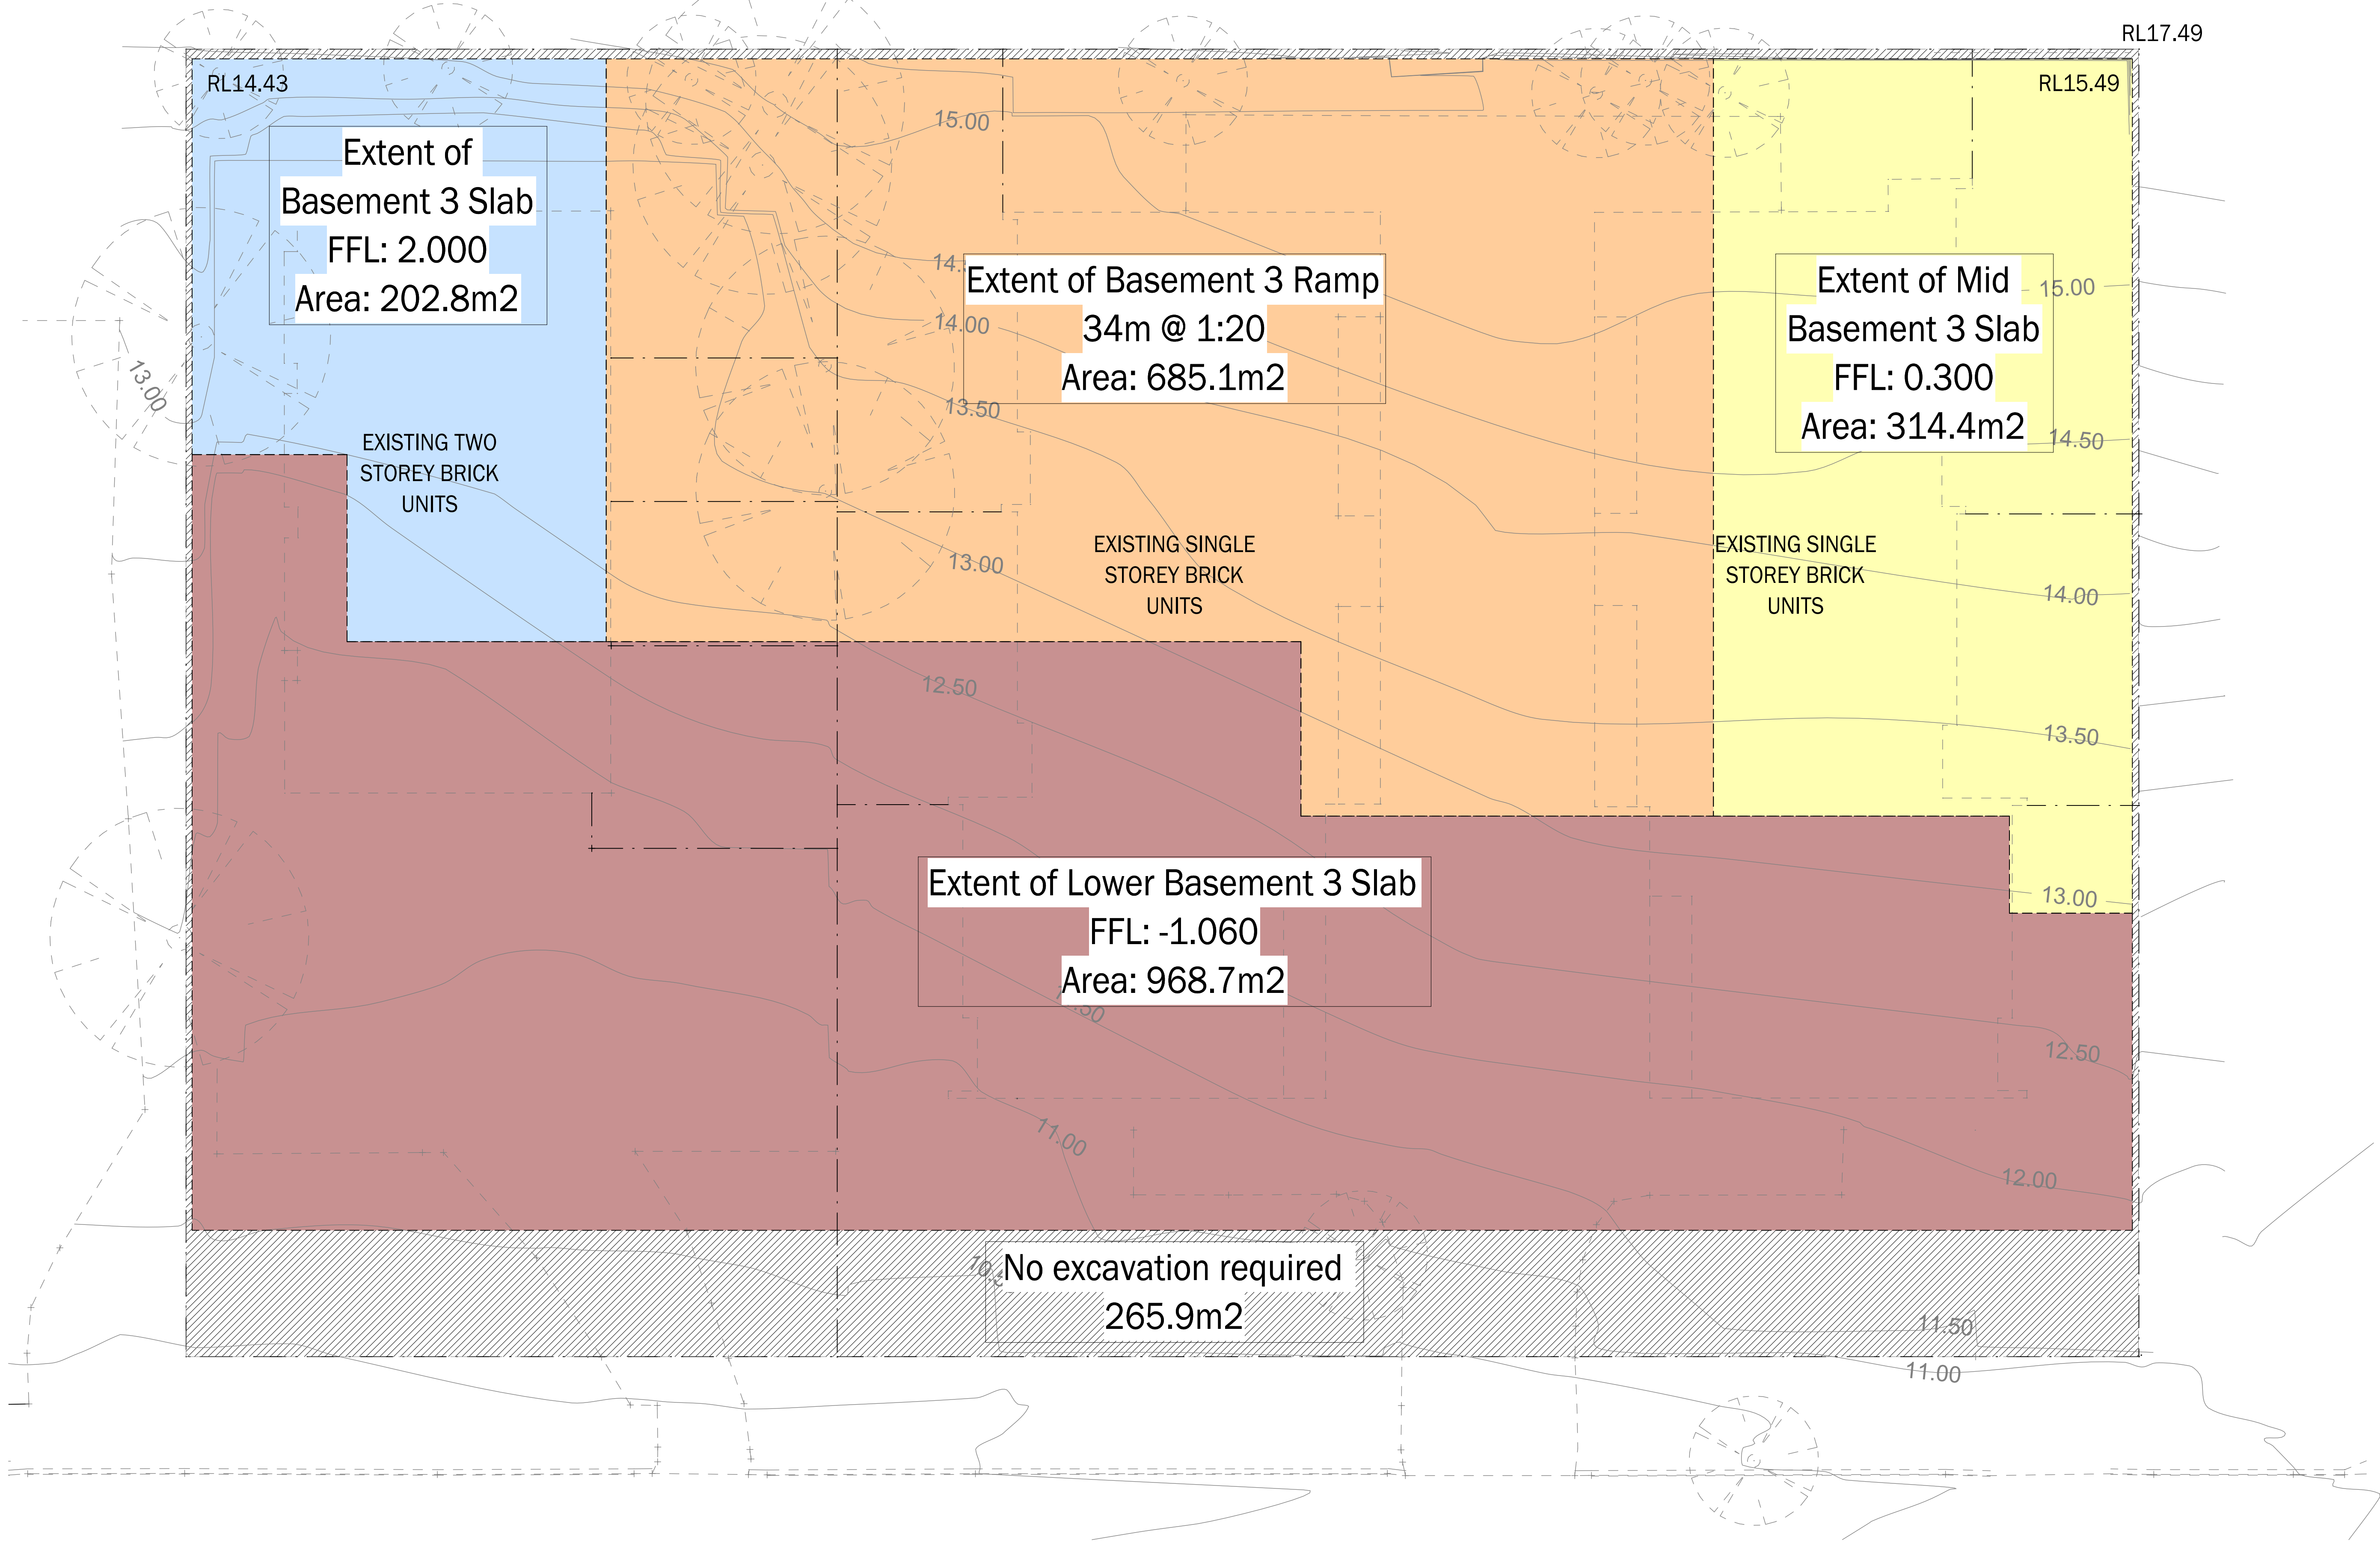 RL17.49
RL14.43
RL15.49
Extent of
Basement 3 Slab
FFL: 2.000
Area: 202.8m2
15.00
14.
Extent of Basement 3 Ramp
34m @ 1:20
Area: 685.1m2
14.00
13.50
Extent of Mid
Basement 3 Slab
FFL: 0.300
Area: 314.4m2
15.00
14.50
13.00
EXISTING TWO
STOREY BRICK
UNITS
EXISTING SINGLE
STOREY BRICK
UNITS
EXISTING SINGLE
STOREY BRICK
UNITS
13.00
14.00
12.50
13.50
Extent of Lower Basement 3 Slab
FFL: -1.060
Area: 968.7m2
13.00
12.50
11.00
12.00
No excavation required
265.9m2
11.50
11.00